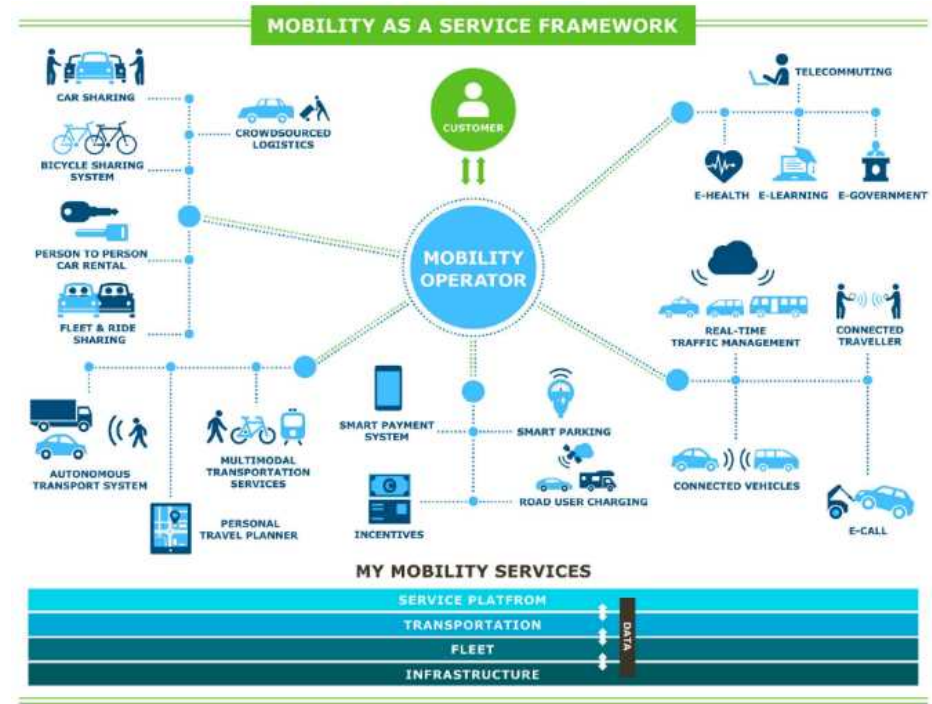 MOBILITY AS A SERVICE FRAMEWORK
CUSTOMER
MOBILITY
OPERATOR
CAR SHARING
CROWDSOURCED
LOGISTICS
BICYCLE SHARING
SYSTEM
PERSON TO PERSON
CAR RENTAL
FLEET & RIDE
SHARING
TELECOMMUTING
E-HEALTH
E-LEARNING
E-GOVERNMENT
REAL-TIME
TRAFFIC MANAGEMENT
CONNECTED
TRAVELLER
CONNECTED VEHICLES
E-CALL
AUTONOMOUS
TRANSPORT SYSTEM
MULTIMODAL
TRANSPORTATION
SERVICES
PERSONAL
TRAVEL PLANNER
SMART PAYMENT
SYSTEM
SMART PARKING
INCENTIVES
ROAD USER CHARGING
MY MOBILITY SERVICES
SERVICE PLATFROM
TRANSPORTATION
FLEET
INFRASTRUCTURE
DATA